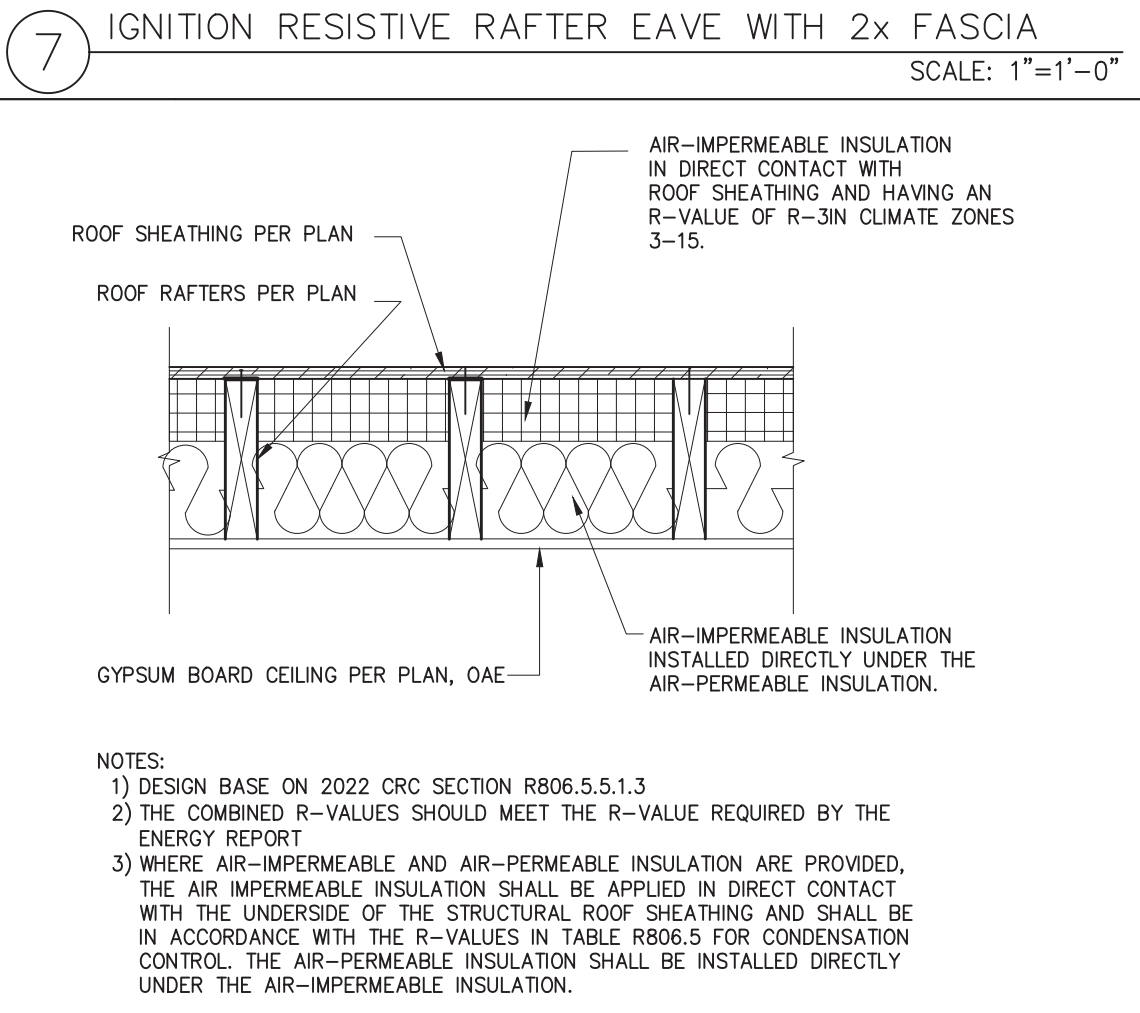 7
IGNITION RESISTIVE RAFTER EAVE WITH 2x FASCIA
SCALE: 1"=1'-0"
AIR-IMPERMEABLE INSULATION
IN DIRECT CONTACT WITH
ROOF SHEATHING AND HAVING AN
R-VALUE OF R-3IN CLIMATE ZONES
3-15.
ROOF SHEATHING PER PLAN
ROOF RAFTERS PER PLAN
AIR-IMPERMEABLE INSULATION
INSTALLED DIRECTLY UNDER THE
AIR-PERMEABLE INSULATION.
GYPSUM BOARD CEILING PER PLAN, OAE
NOTES:
1) DESIGN BASE ON 2022 CRC SECTION R806.5.5.1.3
2) THE COMBINED R-VALUES SHOULD MEET THE R-VALUE REQUIRED BY THE
ENERGY REPORT
3) WHERE AIR-IMPERMEABLE AND AIR-PERMEABLE INSULATION ARE PROVIDED,
THE AIR IMPERMEABLE INSULATION SHALL BE APPLIED IN DIRECT CONTACT
WITH THE UNDERSIDE OF THE STRUCTURAL ROOF SHEATHING AND SHALL BE
IN ACCORDANCE WITH THE R-VALUES IN TABLE R806.5 FOR CONDENSATION
CONTROL. THE AIR-PERMEABLE INSULATION SHALL BE INSTALLED DIRECTLY
UNDER THE AIR-IMPERMEABLE INSULATION.